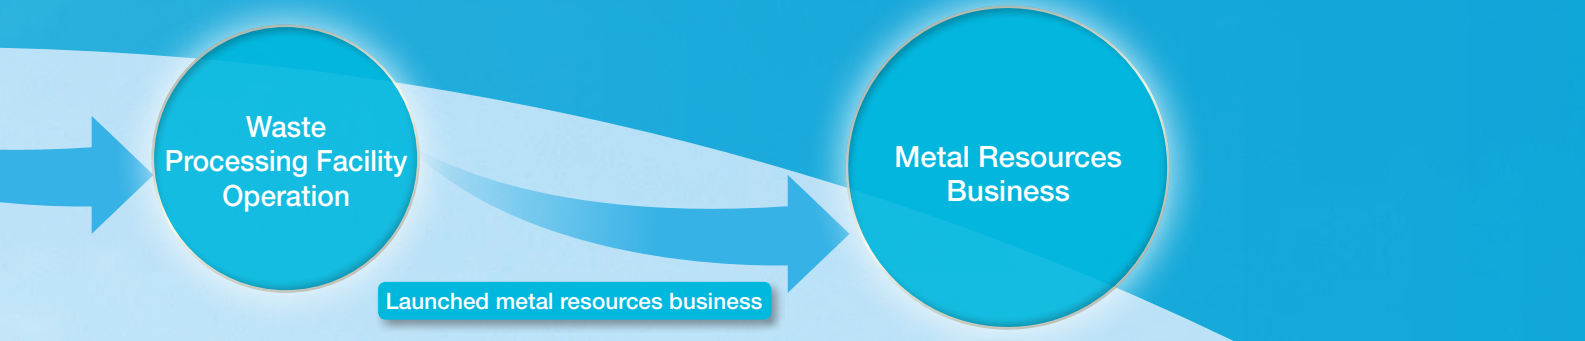 Waste
Processing Facility
Operation
Launched metal resources business
Metal Resources
Business